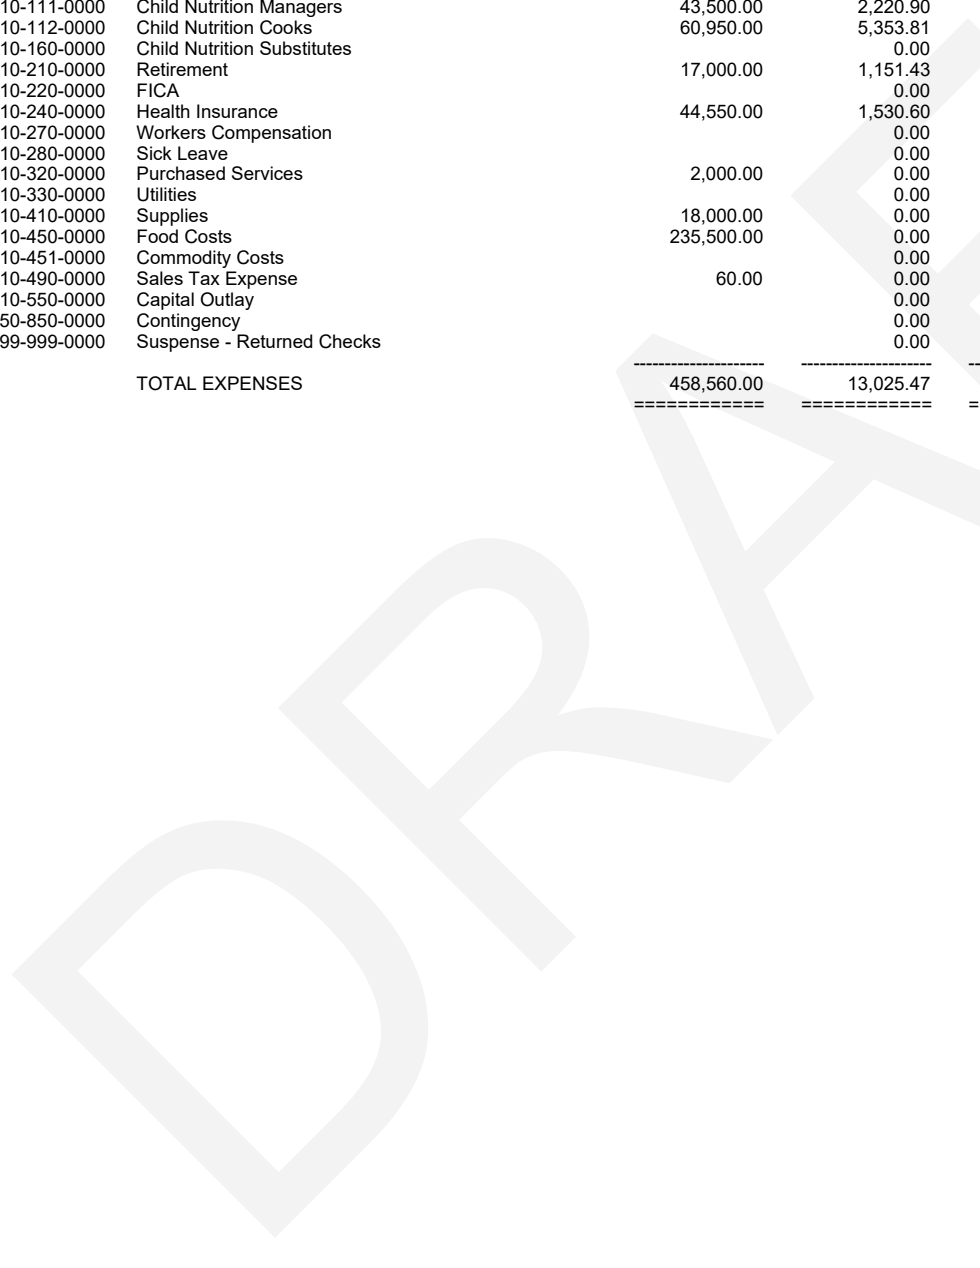 10-111-0000 Child Nutrition Managers 43,500.00 2,220.90
10-112-0000 Child Nutrition Cooks 60,950.00 5,353.81
10-160-0000 Child Nutrition Substitutes 0.00
10-210-0000 Retirement 17,000.00 1,151.43
10-220-0000 FICA 0.00
10-240-0000 Health Insurance 44,550.00 1,530.60
10-270-0000 Workers Compensation 0.00
10-280-0000 Sick Leave 0.00
10-320-0000 Purchased Services 2,000.00 0.00
10-330-0000 Utilities 0.00
10-410-0000 Supplies 18,000.00 0.00
10-450-0000 Food Costs 235,500.00 0.00
10-451-0000 Commodity Costs 0.00
10-490-0000 Sales Tax Expense 60.00 0.00
10-550-0000 Capital Outlay 0.00
50-850-0000 Contingency 0.00
99-999-0000 Suspense - Returned Checks 0.00
--------------------- --------------------- --
TOTAL EXPENSES 458,560.00 13,025.47
============ ============ =
DRAF